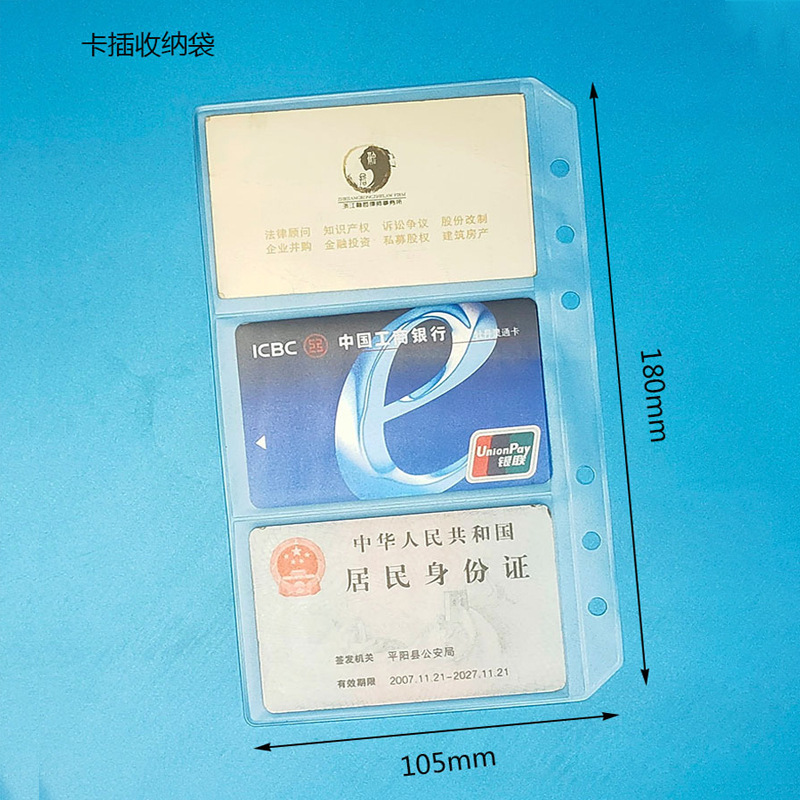 卡插收纳袋
法律顾问 知识产权 诉讼争议 股份改制
企业并购 金融投资 私募股权 建筑房产
ICBC 中国工商银行
UnionPay
银联
中华人民共和国
居民身份证
签发机关 平阳县公安局
有效期限 2007.11.21-2027.11.21
180mm
105mm